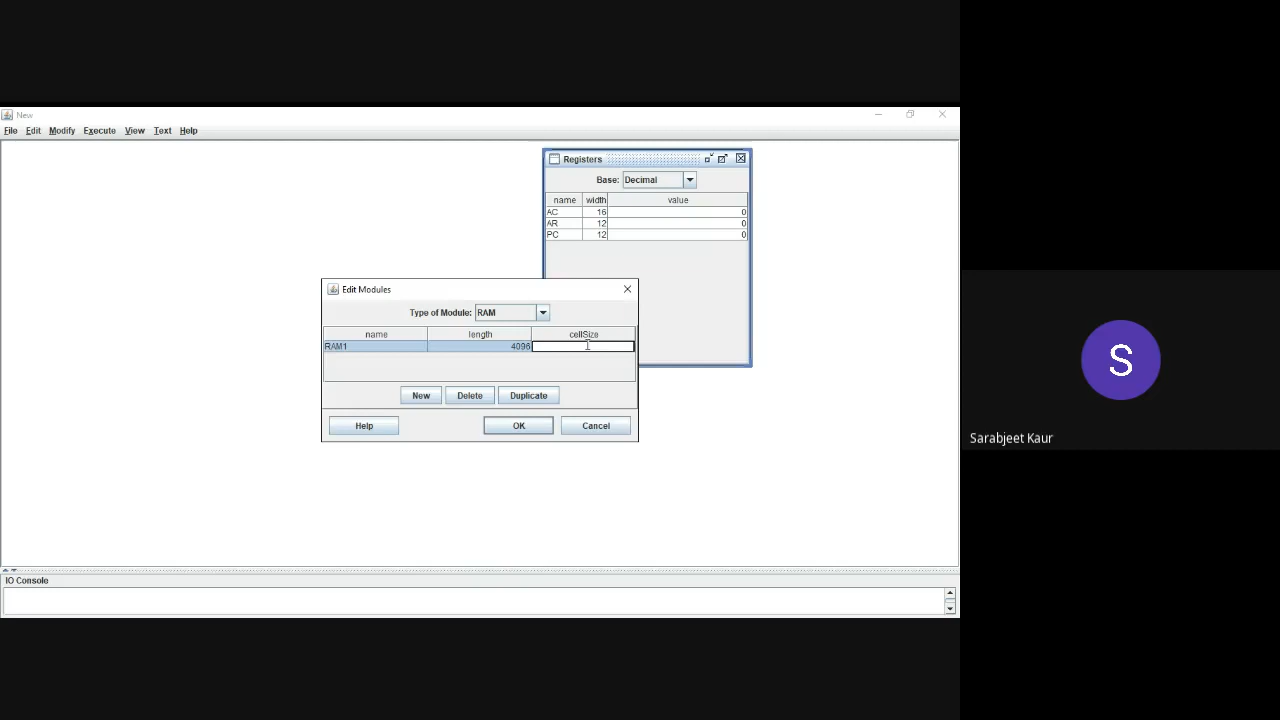 New
File Edit Modify Execute View Text Help
Registers
Base: Decimal
name width value
AC 16 0
AR 12 0
PC 12 0
Edit Modules
Type of Module: RAM
name length cellSize
RAM1 4096
New Delete Duplicate
Help OK Cancel
IO Console
S
Sarabjeet Kaur